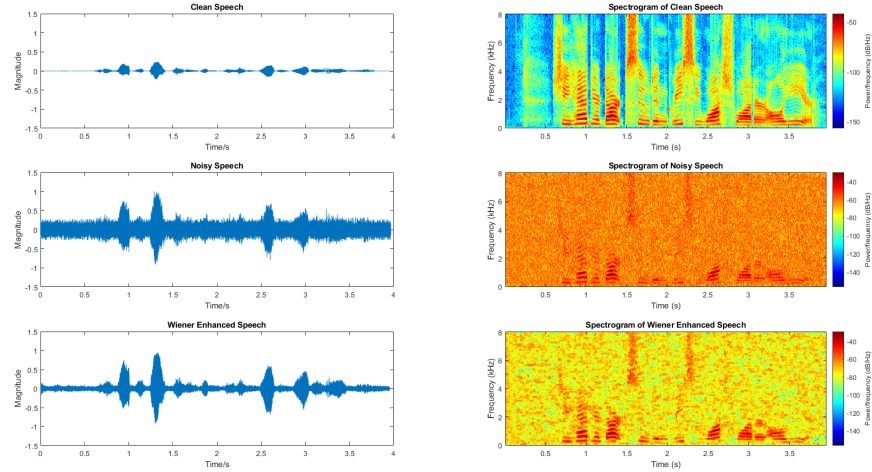 Clean Speech
1.5
1
0.5
0
-0.5
-1
-1.5
Magnitude
0 0.5 1 1.5 2 2.5 3 3.5 4
Time/s
Spectrogram of Clean Speech
8
6
4
2
0
Frequency (kHz)
0.5 1 1.5 2 2.5 3 3.5
Time (s)
-50
-100
-150
Power/frequency (dB/Hz)
Noisy Speech
1.5
1
0.5
0
-0.5
-1
-1.5
Magnitude
0 0.5 1 1.5 2 2.5 3 3.5 4
Time/s
Spectrogram of Noisy Speech
8
6
4
2
0
Frequency (kHz)
0.5 1 1.5 2 2.5 3 3.5
Time (s)
-40
-60
-80
-100
-120
-140
Power/frequency (dB/Hz)
Wiener Enhanced Speech
1.5
1
0.5
0
-0.5
-1
-1.5
Magnitude
0 0.5 1 1.5 2 2.5 3 3.5 4
Time/s
Spectrogram of Wiener Enhanced Speech
8
6
4
2
0
Frequency (kHz)
0.5 1 1.5 2 2.5 3 3.5
Time (s)
-40
-60
-80
-100
-120
-140
Power/frequency (dB/Hz)